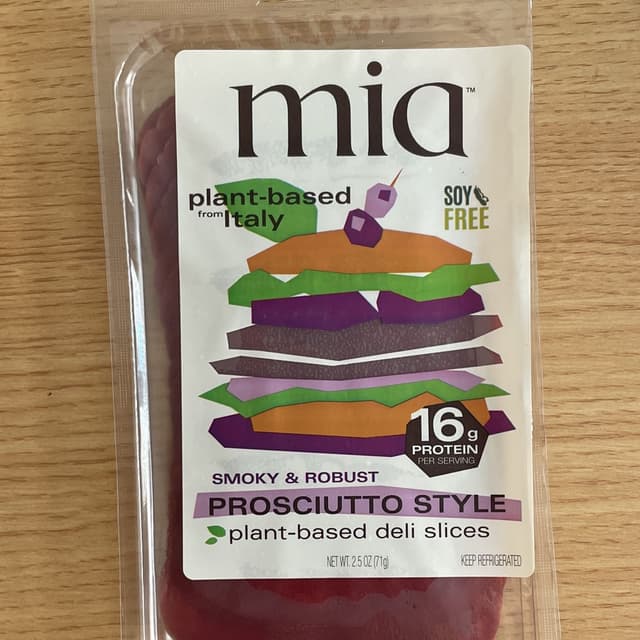 mia™
plant-based
from Italy
SOY
FREE
16g
PROTEIN
PER SERVING
SMOKY & ROBUST
PROSCIUTTO STYLE
plant-based deli slices
NET WT. 2.5 OZ (71g)
KEEP REFRIGERATED